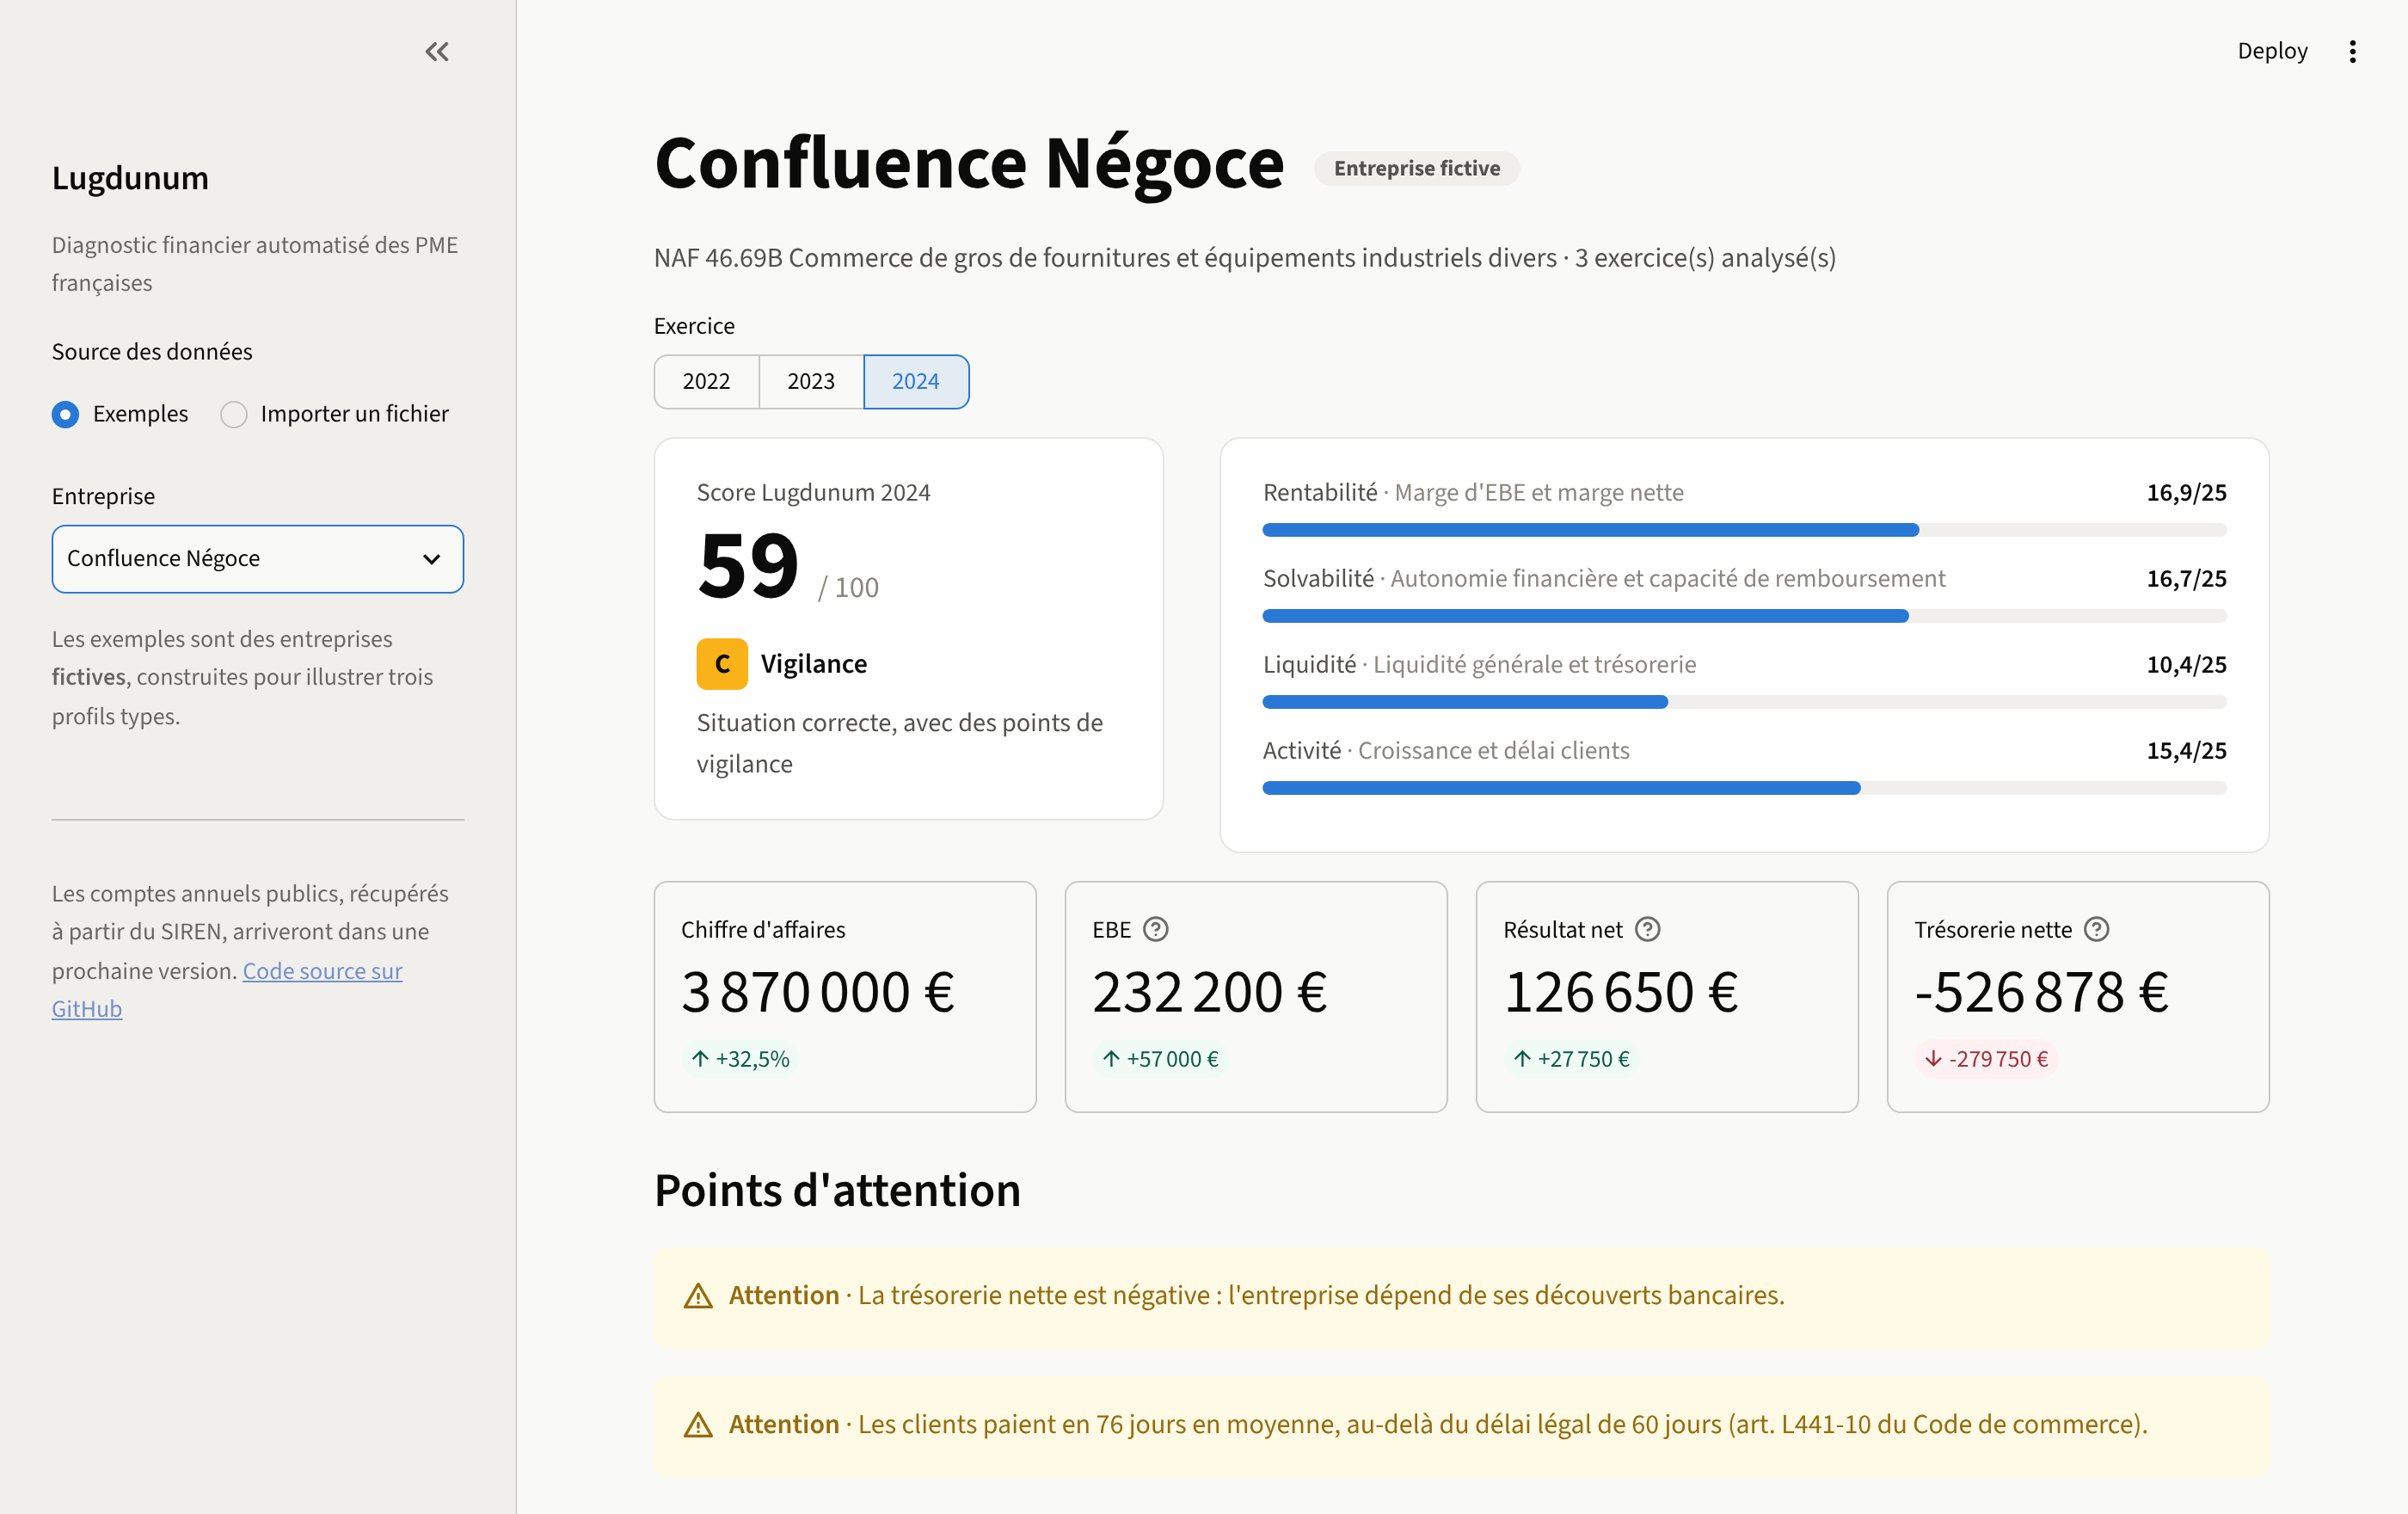 Deploy
Lugdunum
Diagnostic financier automatisé des PME
françaises
Source des données
Exemples
Importer un fichier
Entreprise
Confluence Négoce
Les exemples sont des entreprises
fictives, construites pour illustrer trois
profils types.
Les comptes annuels publics, récupérés
à partir du SIREN, arriveront dans une
prochaine version. Code source sur
GitHub
Confluence Négoce
Entreprise fictive
NAF 46.69B Commerce de gros de fournitures et équipements industriels divers · 3 exercice(s) analysé(s)
Exercice
2022
2023
2024
Score Lugdunum 2024
59 / 100
C Vigilance
Situation correcte, avec des points de
vigilance
Rentabilité · Marge d'EBE et marge nette 16,9/25
Solvabilité · Autonomie financière et capacité de remboursement 16,7/25
Liquidité · Liquidité générale et trésorerie 10,4/25
Activité · Croissance et délai clients 15,4/25
Chiffre d'affaires
3 870 000 €
+32,5%
EBE
232 200 €
+57 000 €
Résultat net
126 650 €
+27 750 €
Trésorerie nette
-526 878 €
-279 750 €
Points d'attention
Attention · La trésorerie nette est négative : l'entreprise dépend de ses découverts bancaires.
Attention · Les clients paient en 76 jours en moyenne, au-delà du délai légal de 60 jours (art. L441-10 du Code de commerce).